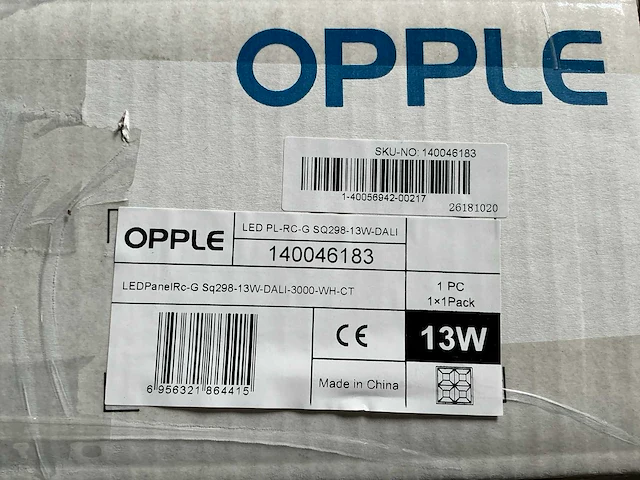 OPPLE
SKU-NO: 140046183
1-40056942-00217
26181020
OPPLE
LED PL-RC-G SQ298-13W-DALI
140046183
LEDPanelRc-G Sq298-13W-DALI-3000-WH-CT
1 PC
1×1Pack
CE
13W
6 956321 864415
Made in China